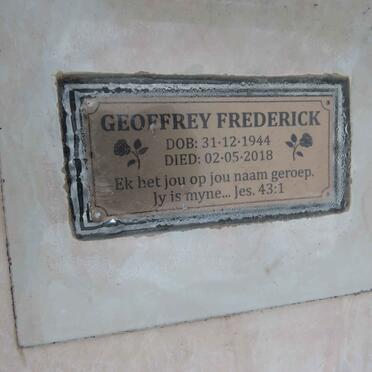 GEOFFREY FREDERICK
DOB: 31·12·1944
DIED: 02·05·2018
Ek het jou op jou naam geroep.
Jy is myne... Jes. 43:1